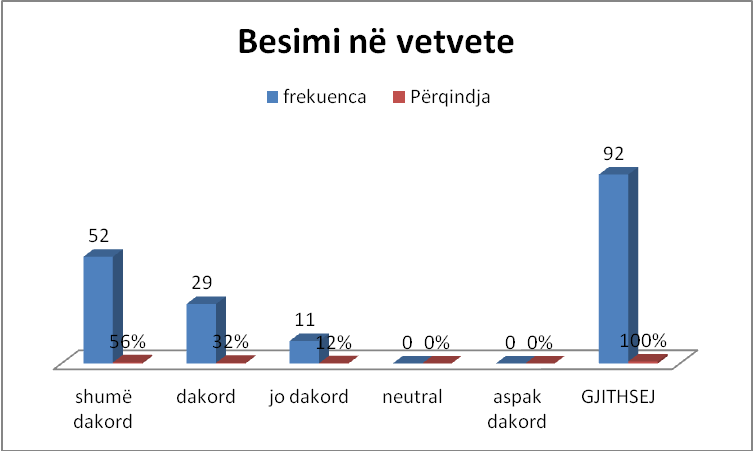 Besimi në vetvete
frekuenca Përqindja
92
52
29
11
56% 32% 12% 0 0% 0 0% 100%
shumë dakord jo dakord neutral aspak GJITHSEJ
dakord dakord